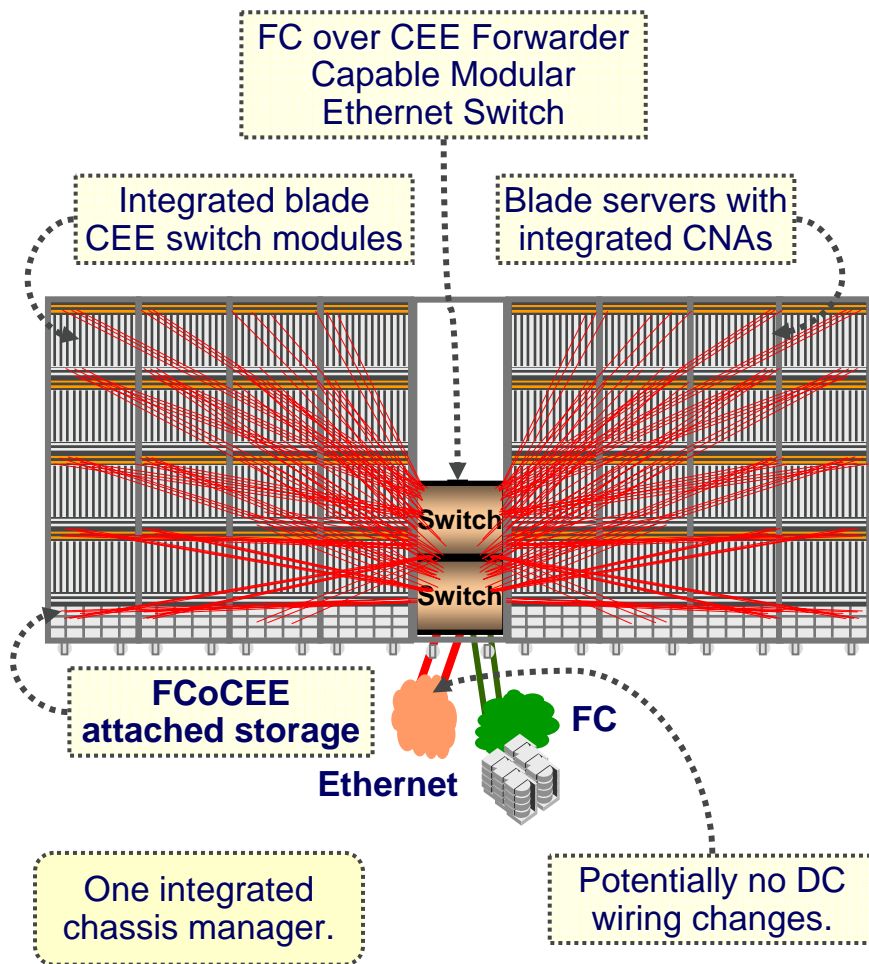 FC over CEE Forwarder
Capable Modular
Ethernet Switch
Integrated blade
CEE switch modules
Blade servers with
integrated CNAs
Switch
Switch
FCoCEE
attached storage
FC
Ethernet
One integrated
chassis manager.
Potentially no DC
wiring changes.